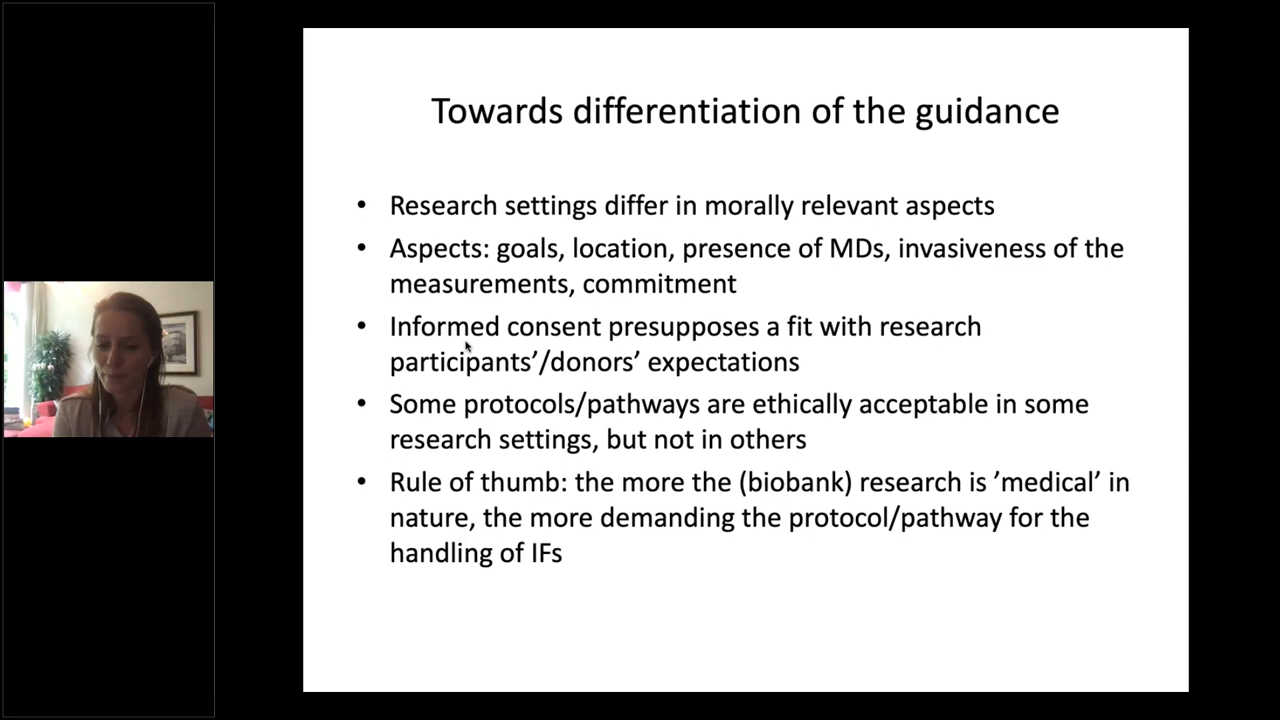 Towards differentiation of the guidance
• Research settings differ in morally relevant aspects
• Aspects: goals, location, presence of MDs, invasiveness of the
measurements, commitment
• Informed consent presupposes a fit with research
participants’/donors’ expectations
• Some protocols/pathways are ethically acceptable in some
research settings, but not in others
• Rule of thumb: the more the (biobank) research is ’medical’ in
nature, the more demanding the protocol/pathway for the
handling of IFs